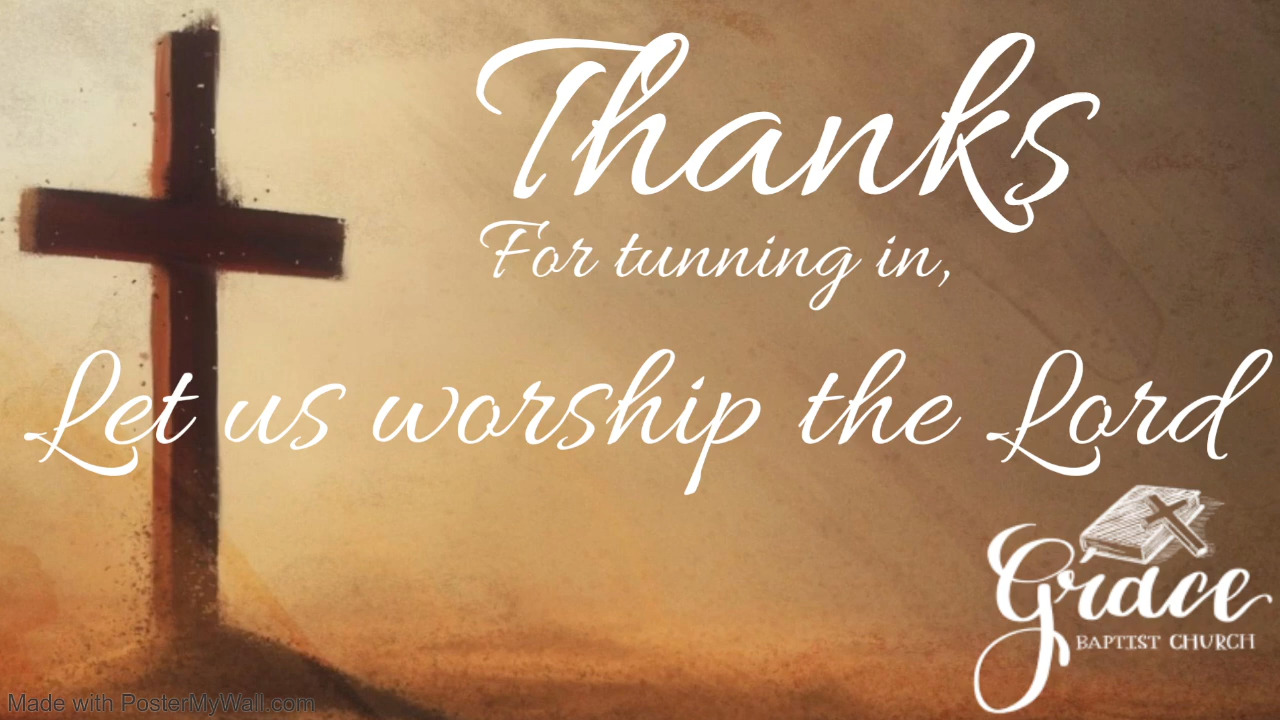 Thanks
For tunning in,
Let us worship the Lord
Grace
BAPTIST CHURCH
Made with PosterMyWall.com